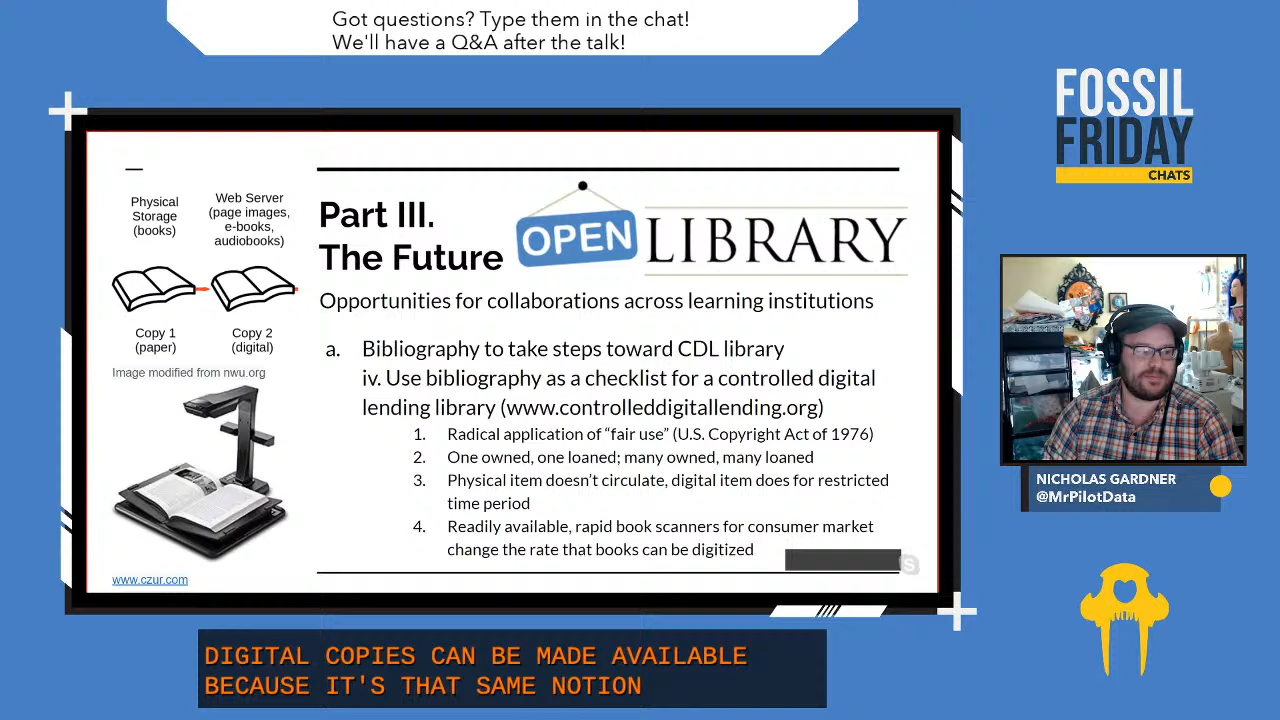 Got questions? Type them in the chat!
We'll have a Q&A after the talk!
FOSSIL
FRIDAY
CHATS
Physical
Storage
(books)
Web Server
(page images,
e-books,
audiobooks)
Copy 1
(paper)
Copy 2
(digital)
Image modified from nwu.org
www.czur.com
Part III.
The Future
OPEN LIBRARY
Opportunities for collaborations across learning institutions
a. Bibliography to take steps toward CDL library
iv. Use bibliography as a checklist for a controlled digital
lending library (www.controlleddigitallending.org)
1. Radical application of “fair use” (U.S. Copyright Act of 1976)
2. One owned, one loaned; many owned, many loaned
3. Physical item doesn’t circulate, digital item does for restricted
time period
4. Readily available, rapid book scanners for consumer market
change the rate that books can be digitized
S
NICHOLAS GARDNER
@MrPilotData
DIGITAL COPIES CAN BE MADE AVAILABLE
BECAUSE IT'S THAT SAME NOTION